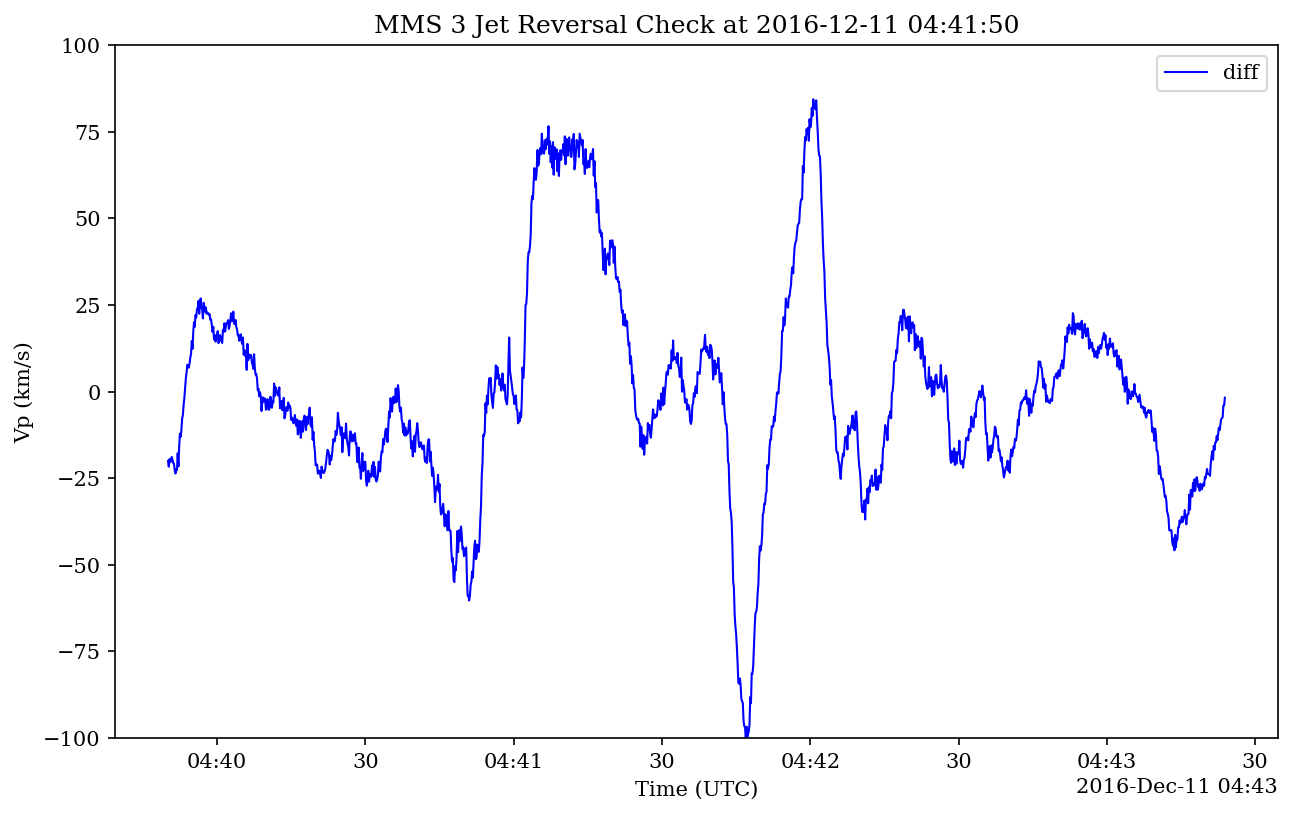 MMS 3 Jet Reversal Check at 2016-12-11 04:41:50
diff
Vp (km/s)
100
75
50
25
0
−25
−50
−75
−100
04:40 30 04:41 30 04:42 30 04:43 30
Time (UTC)
2016-Dec-11 04:43